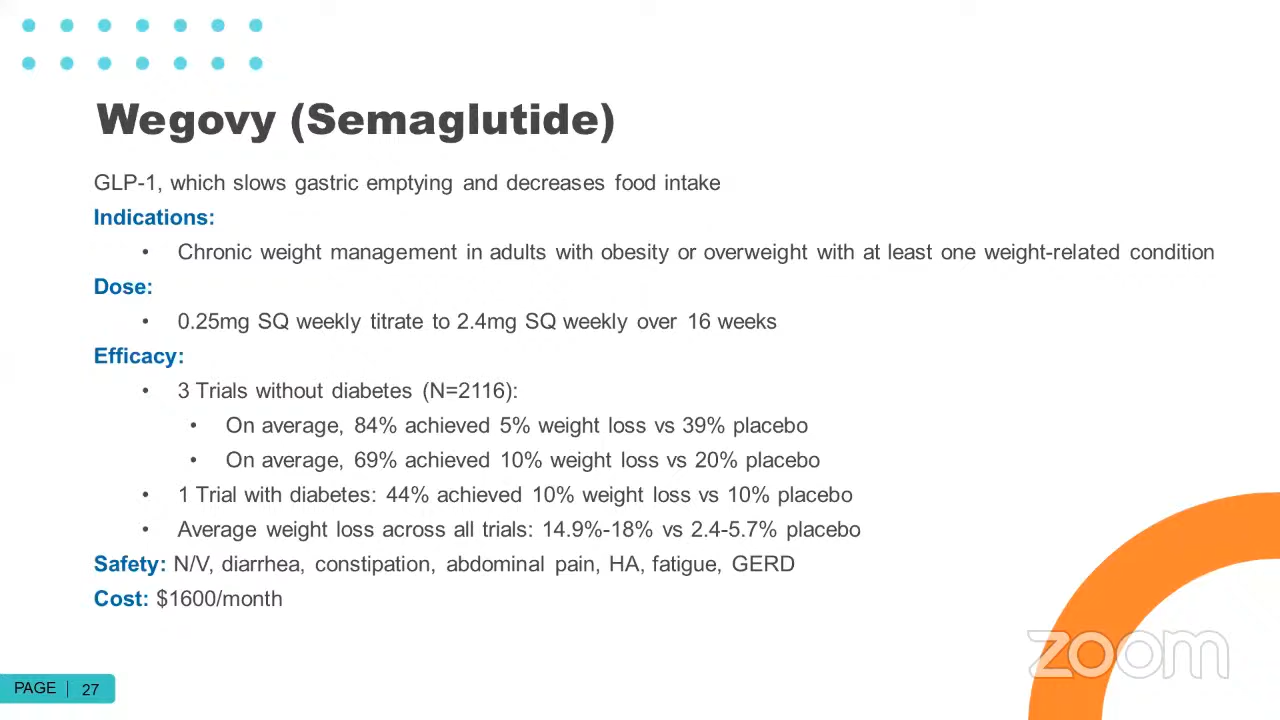 Wegovy (Semaglutide)
GLP-1, which slows gastric emptying and decreases food intake
Indications:
• Chronic weight management in adults with obesity or overweight with at least one weight-related condition
Dose:
• 0.25mg SQ weekly titrate to 2.4mg SQ weekly over 16 weeks
Efficacy:
• 3 Trials without diabetes (N=2116):
• On average, 84% achieved 5% weight loss vs 39% placebo
• On average, 69% achieved 10% weight loss vs 20% placebo
• 1 Trial with diabetes: 44% achieved 10% weight loss vs 10% placebo
• Average weight loss across all trials: 14.9%-18% vs 2.4-5.7% placebo
Safety: N/V, diarrhea, constipation, abdominal pain, HA, fatigue, GERD
Cost: $1600/month
zoom
PAGE | 27